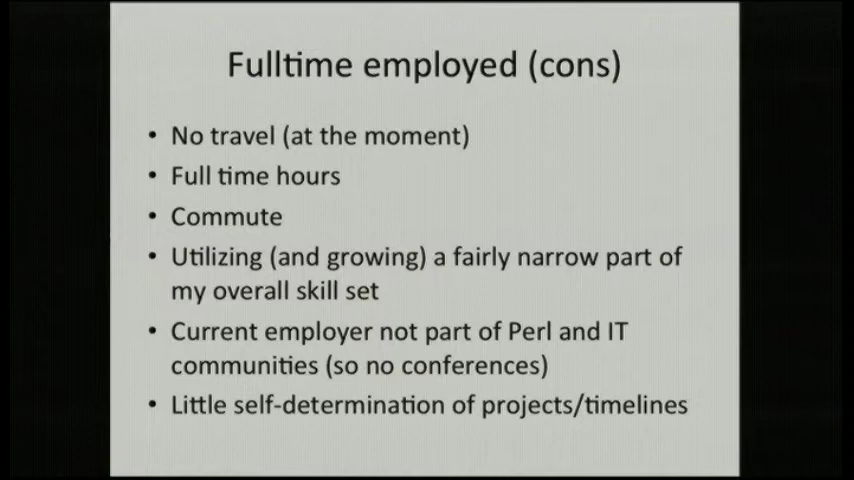 Fulltime employed (cons)
• No travel (at the moment)
• Full time hours
• Commute
• Utilizing (and growing) a fairly narrow part of
my overall skill set
• Current employer not part of Perl and IT
communities (so no conferences)
• Little self-determination of projects/timelines